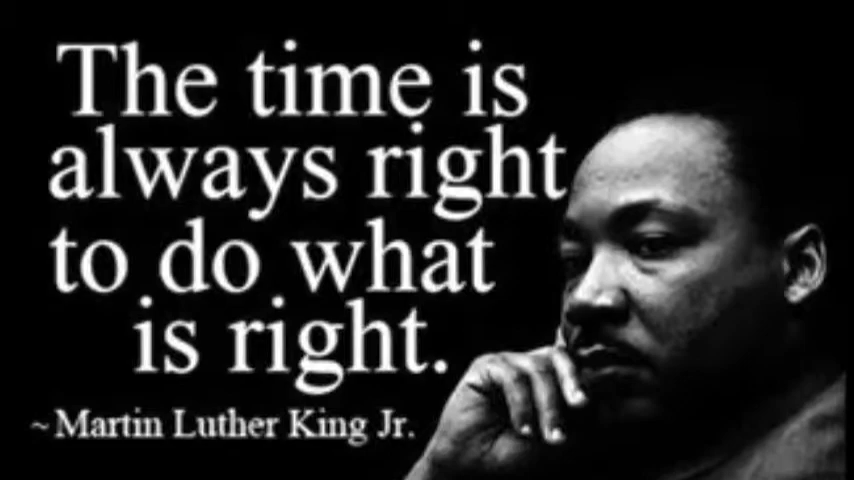 The time is
always right
to do what
is right.
~Martin Luther King Jr.